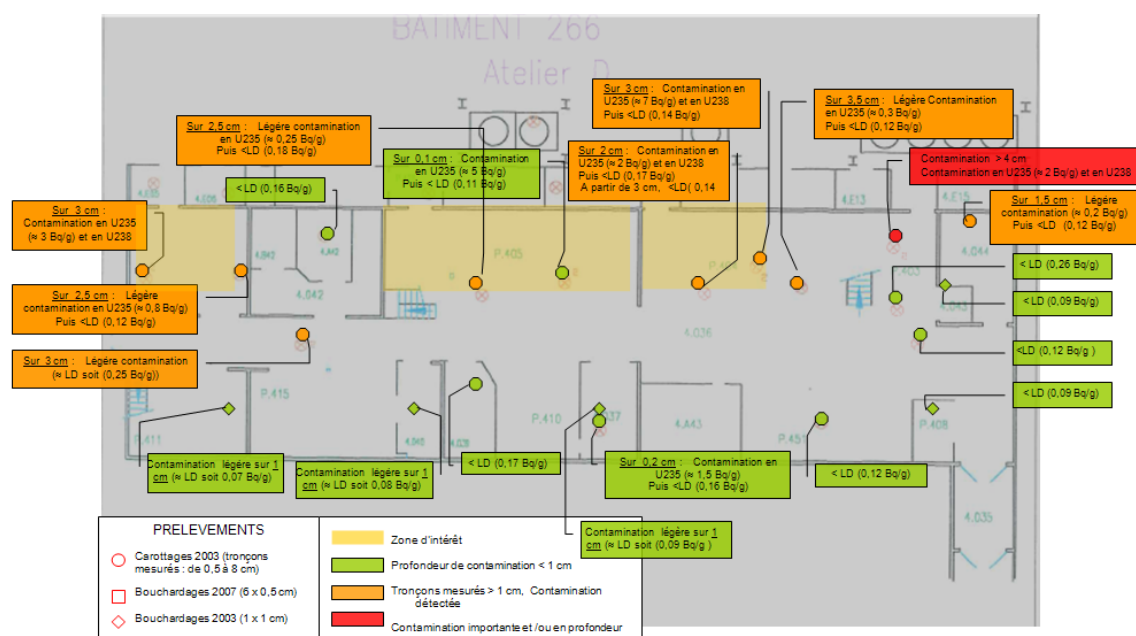 BATIMENT 266
Atelier D
Sur 3 cm : Contamination en
U235 (≈ 7 Bq/g) et en U238
Puis <LD (0,14 Bq/g)
Sur 3,5 cm : Légère Contamination
en U235 (≈ 0,3 Bq/g)
Puis <LD (0,12 Bq/g)
Sur 2,5 cm : Légère contamination
en U235 (≈ 0,25 Bq/g)
Puis <LD (0,18 Bq/g)
Sur 0,1 cm : Contamination
en U235 (≈ 5 Bq/g)
Puis < LD (0,11 Bq/g)
Sur 2 cm : Contamination en
U235 (≈ 2 Bq/g) et en U238
Puis <LD (0,17 Bq/g)
A partir de 3 cm, <LD( 0,14
Contamination > 4 cm
Contamination en U235 (≈ 2 Bq/g) et en U238
< LD (0,16 Bq/g)
Sur 1,5 cm : Légère
contamination (≈ 0,2 Bq/g)
Puis <LD (0,12 Bq/g)
Sur 3 cm :
Contamination en U235
(≈ 3 Bq/g) et en U238
4.E13
4.E15
4.044
4.042
4.A42
P.405
P.403
< LD (0,26 Bq/g)
Sur 2,5 cm : Légère
contamination en U235 (≈ 0,8 Bq/g)
Puis <LD (0,12 Bq/g)
4.043
< LD (0,09 Bq/g)
4.036
<LD (0,12 Bq/g )
Sur 3 cm : Légère contamination
(≈ LD soit (0,25 Bq/g))
< LD (0,09 Bq/g)
P.415
P.411
P.410
4.A43
P.451
P.408
Contamination légère sur 1
cm (≈ LD soit 0,07 Bq/g)
Contamination légère sur 1
cm (≈ LD soit 0,08 Bq/g)
< LD (0,17 Bq/g)
Sur 0,2 cm : Contamination en
U235 (≈ 1,5 Bq/g)
Puis <LD (0,16 Bq/g)
< LD (0,12 Bq/g)
4.035
Contamination légère sur 1
cm (≈ LD soit (0,09 Bq/g )
PRELEVEMENTS
Carottages 2003 (tronçons
mesurés : de 0,5 à 8 cm)
Bouchardages 2007 (6 x 0,5cm)
Bouchardages 2003 (1 x 1 cm)
Zone d'intérêt
Profondeur de contamination < 1 cm
Tronçons mesurés > 1 cm, Contamination
détectée
Contamination importante et /ou en profondeur